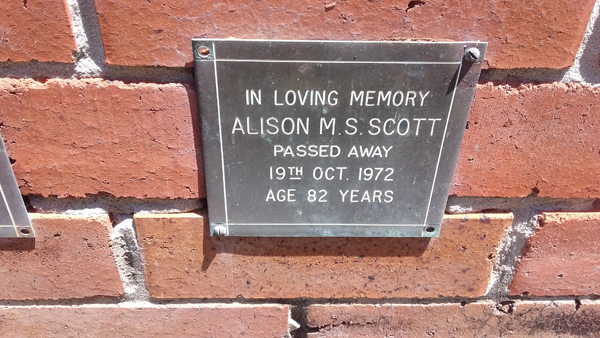 IN LOVING MEMORY
ALISON M.S. SCOTT
PASSED AWAY
19TH OCT. 1972
AGE 82 YEARS